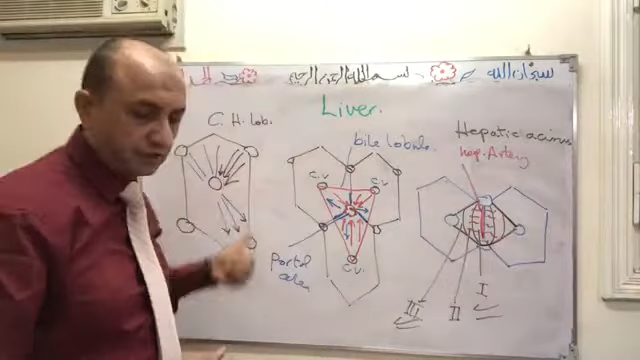 سبحان الله
بسم الله الرحمن الرحيم
Liver.
C.H.lob.
bile lobule.
Hepatic acinus
hep. Artery
C.V.
C.V.
C.V.
Portal
area
I
II
III